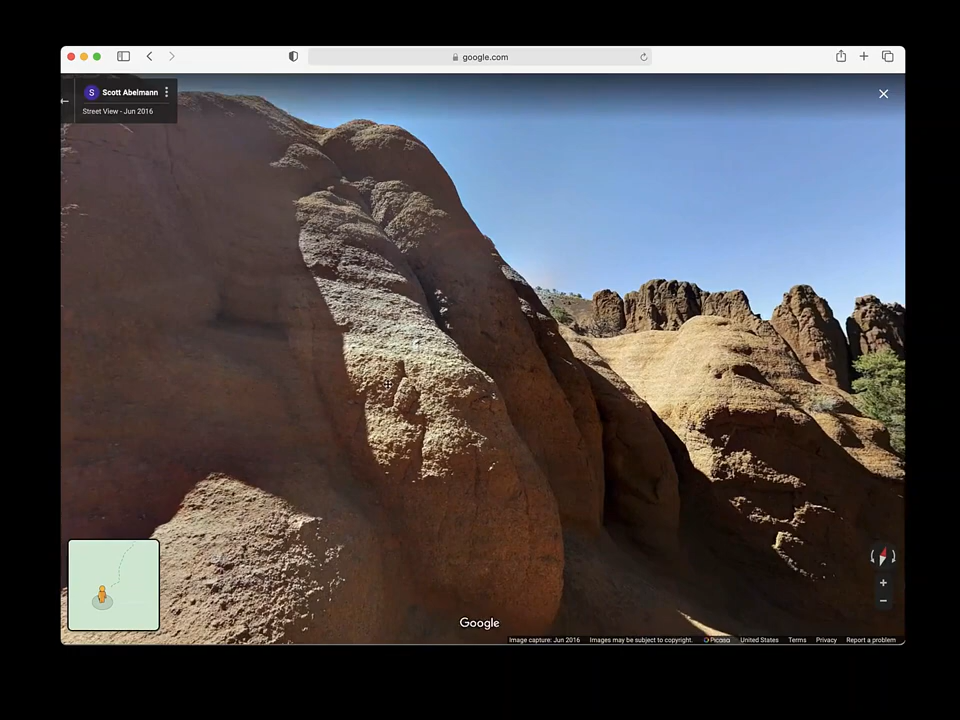 google.com
S Scott Abelmann
Street View - Jun 2016
Google
Image capture: Jun 2016 Images may be subject to copyright. Picasa United States Terms Privacy Report a problem